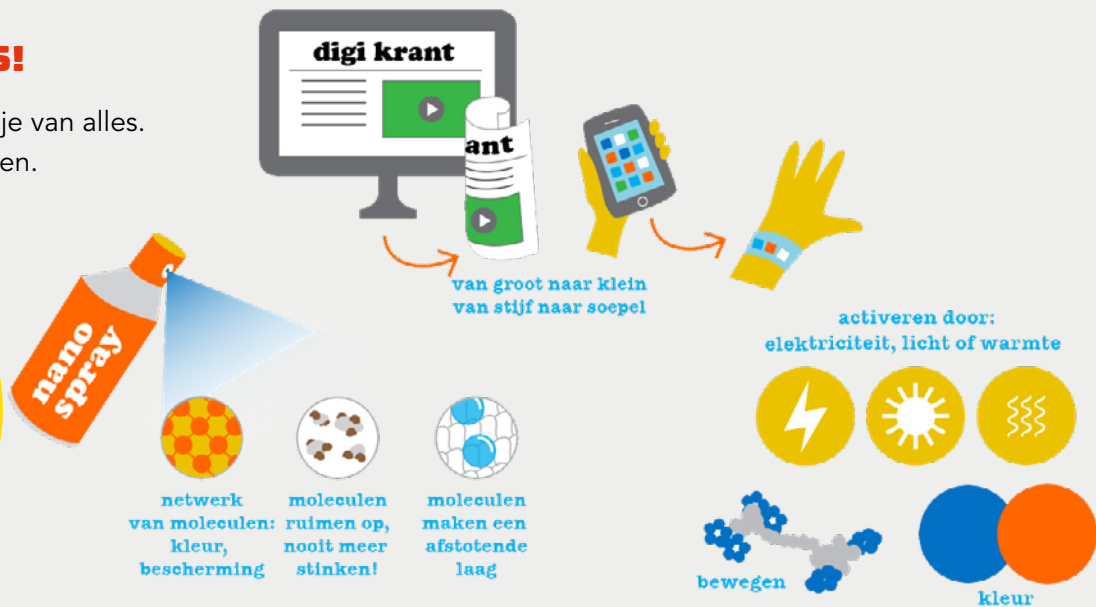 S!
je van alles.
en.
digi krant
ant
van groot naar klein
van stijf naar soepel
nano
spray
activeren door:
elektriciteit, licht of warmte
netwerk
van moleculen:
kleur,
bescherming
moleculen
ruimen op,
nooit meer
stinken!
moleculen
maken een
afstotende
laag
bewegen
kleur